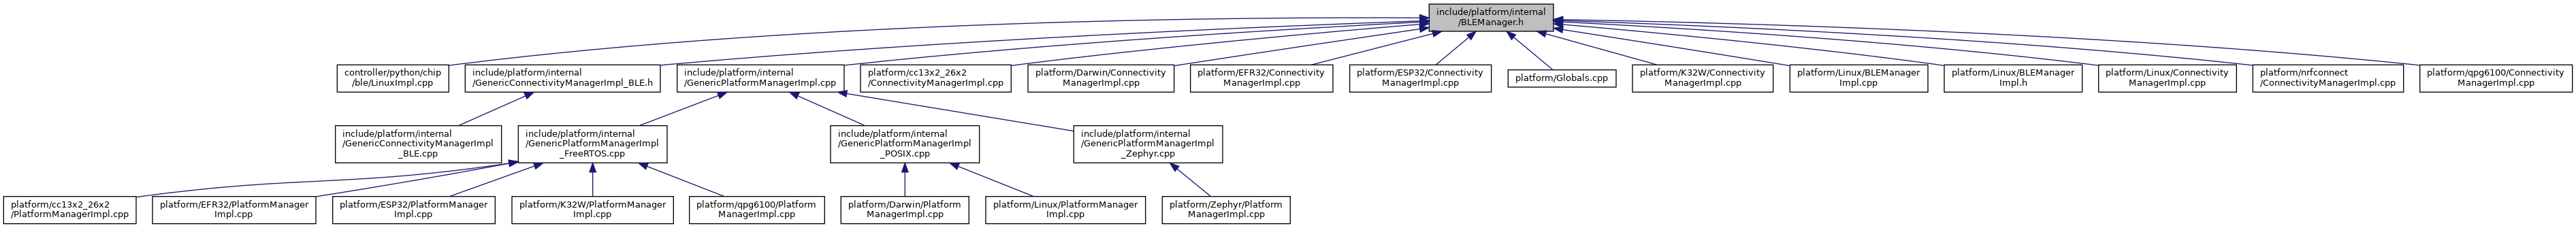 include/platform/internal
/BLEManager.h
controller/python/chip
/ble/LinuxImpl.cpp
include/platform/internal
/GenericConnectivityManagerImpl_BLE.h
include/platform/internal
/GenericPlatformManagerImpl.cpp
platform/cc13x2_26x2
/ConnectivityManagerImpl.cpp
platform/Darwin/Connectivity
ManagerImpl.cpp
platform/EFR32/Connectivity
ManagerImpl.cpp
platform/ESP32/Connectivity
ManagerImpl.cpp
platform/Globals.cpp
platform/K32W/Connectivity
ManagerImpl.cpp
platform/Linux/BLEManager
Impl.cpp
platform/Linux/BLEManager
Impl.h
platform/Linux/Connectivity
ManagerImpl.cpp
platform/nrfconnect
/ConnectivityManagerImpl.cpp
platform/qpg6100/Connectivity
ManagerImpl.cpp
include/platform/internal
/GenericConnectivityManagerImpl
_BLE.cpp
include/platform/internal
/GenericPlatformManagerImpl
_FreeRTOS.cpp
include/platform/internal
/GenericPlatformManagerImpl
_POSIX.cpp
include/platform/internal
/GenericPlatformManagerImpl
_Zephyr.cpp
platform/cc13x2_26x2
/PlatformManagerImpl.cpp
platform/EFR32/PlatformManager
Impl.cpp
platform/ESP32/PlatformManager
Impl.cpp
platform/K32W/PlatformManager
Impl.cpp
platform/qpg6100/Platform
ManagerImpl.cpp
platform/Darwin/Platform
ManagerImpl.cpp
platform/Linux/PlatformManager
Impl.cpp
platform/Zephyr/Platform
ManagerImpl.cpp